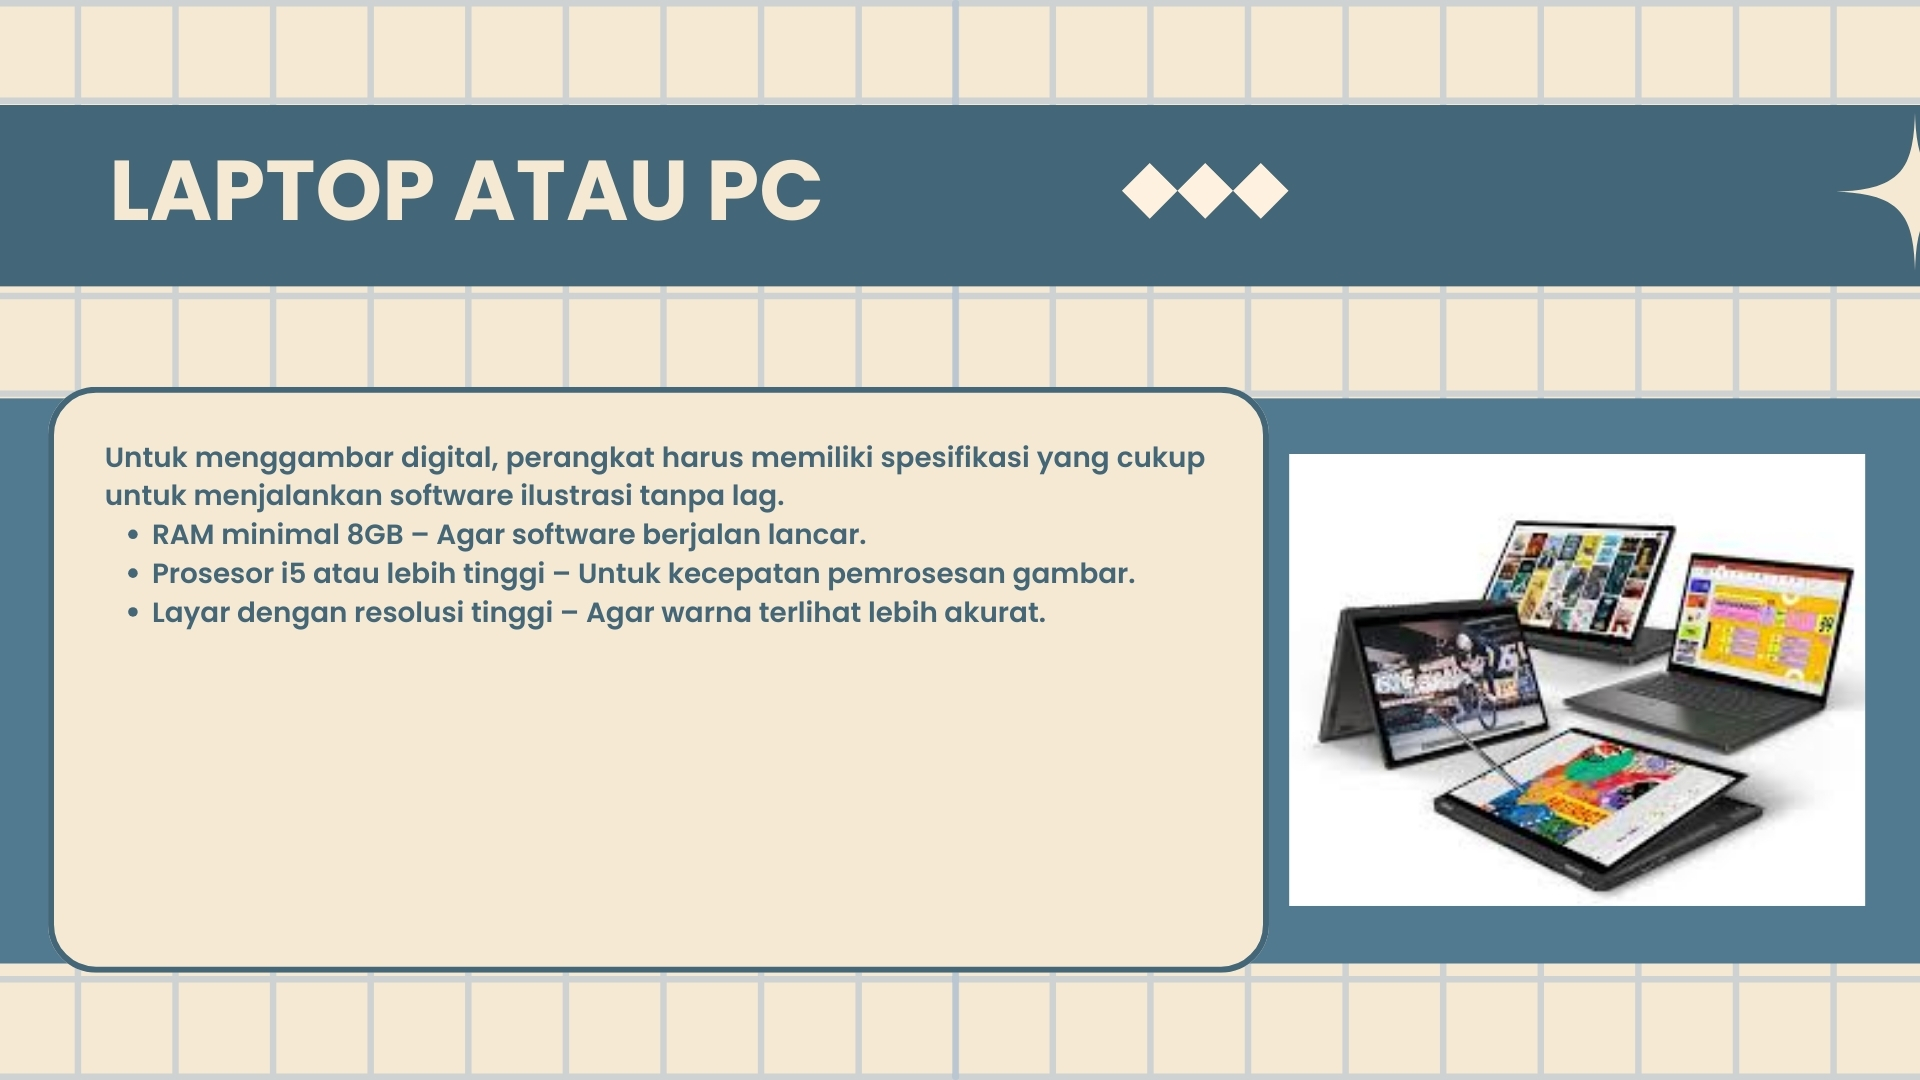 LAPTOP ATAU PC
Untuk menggambar digital, perangkat harus memiliki spesifikasi yang cukup
untuk menjalankan software ilustrasi tanpa lag.
• RAM minimal 8GB – Agar software berjalan lancar.
• Prosesor i5 atau lebih tinggi – Untuk kecepatan pemrosesan gambar.
• Layar dengan resolusi tinggi – Agar warna terlihat lebih akurat.